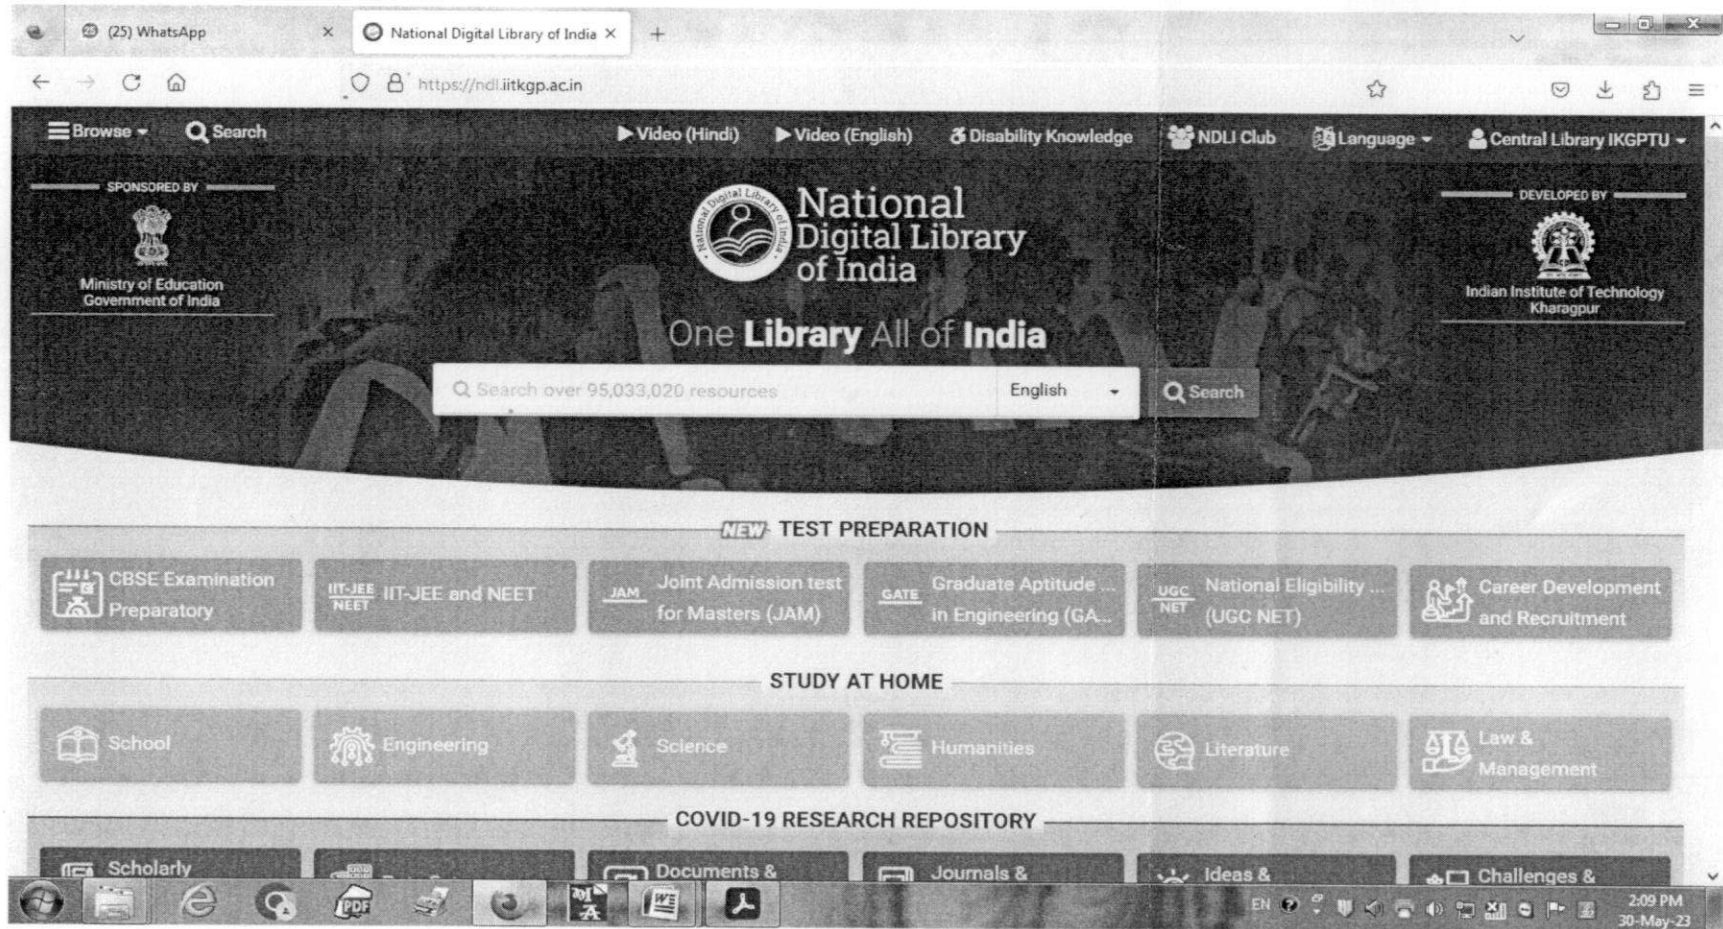 (25) WhatsApp
National Digital Library of India
https://ndl.iitkgp.ac.in
Browse
Search
Video (Hindi)
Video (English)
Disability Knowledge
NDLI Club
Language
Central Library IKGPTU
SPONSORED BY
Ministry of Education
Government of India
National Digital Library of India
National
Digital Library
of India
DEVELOPED BY
Indian Institute of Technology
Kharagpur
One Library All of India
Search over 95,033,020 resources
English
Search
NEW TEST PREPARATION
CBSE Examination
Preparatory
IIT-JEE
NEET
IIT-JEE and NEET
JAM
Joint Admission test
for Masters (JAM)
GATE
Graduate Aptitude ...
in Engineering (GA...
UGC
NET
National Eligibility ...
(UGC NET)
Career Development
and Recruitment
STUDY AT HOME
School
Engineering
Science
Humanities
Literature
Law &
Management
COVID-19 RESEARCH REPOSITORY
Scholarly
Documents &
Journals &
Ideas &
Challenges &
PDF
EN
2:09 PM
30-May-23